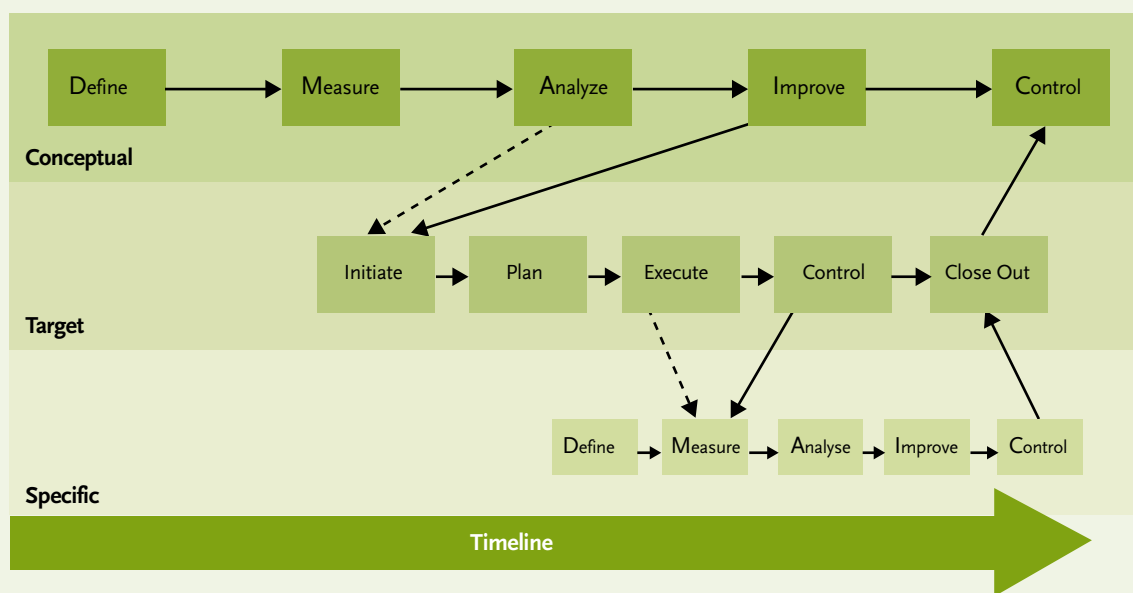 Define
Measure
Analyze
Improve
Control
Conceptual
Initiate
Plan
Execute
Control
Close Out
Target
Define
Measure
Analyse
Improve
Control
Specific
Timeline